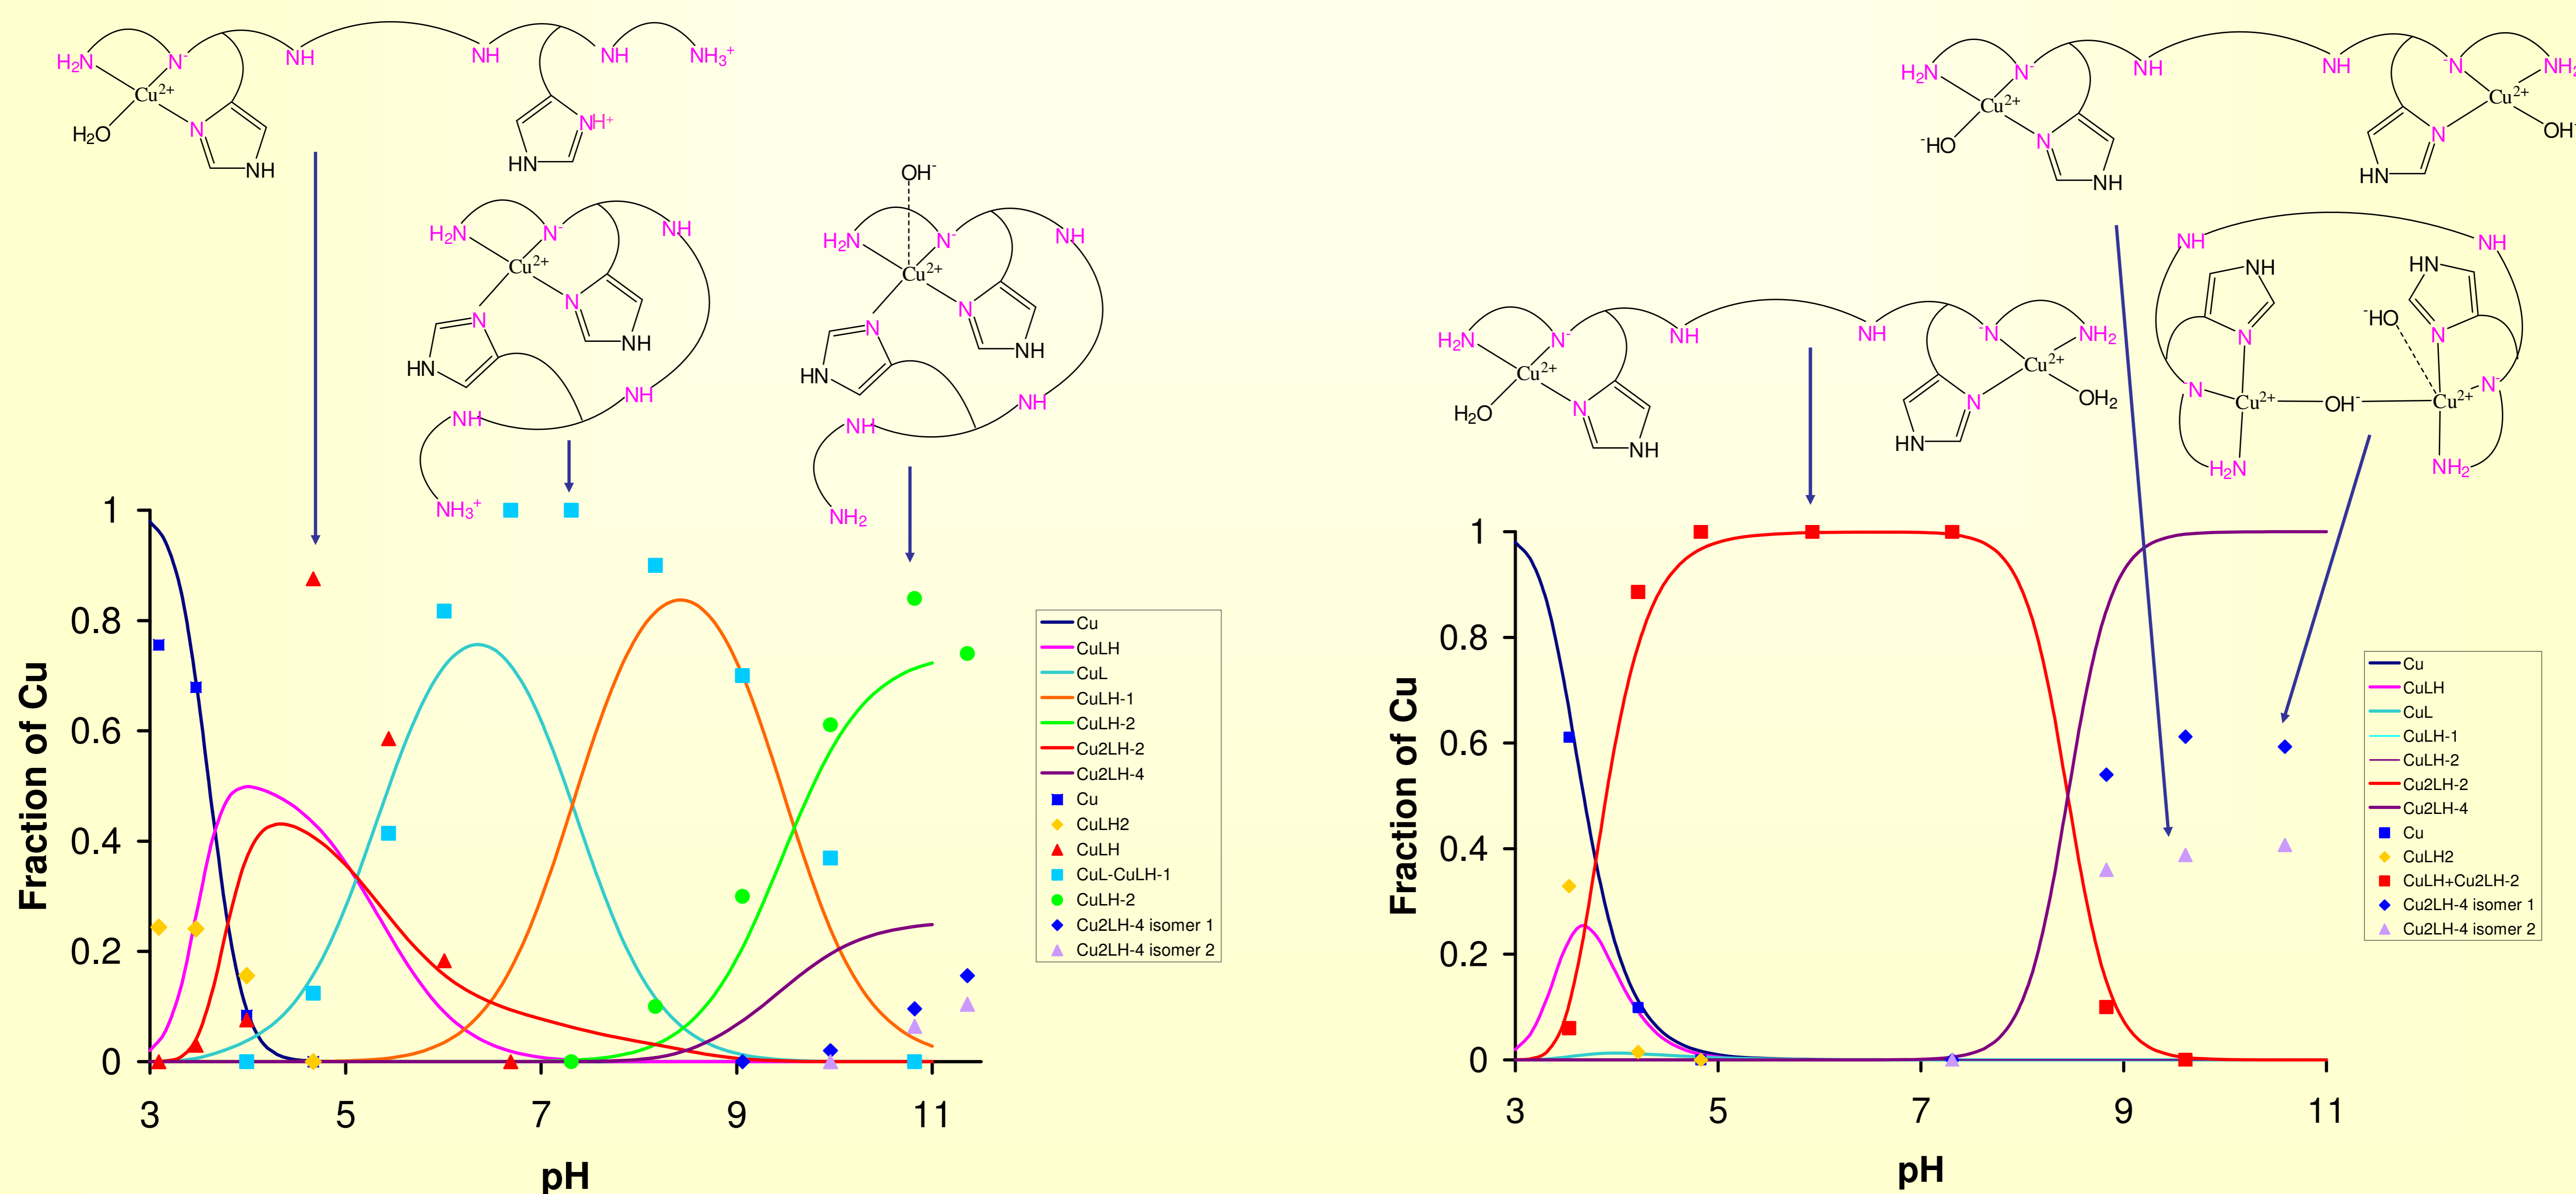 H2N N- NH NH NH NH3+
Cu2+
H2O N NH+
HN
NH
OH-
H2N N- NH
Cu2+
N N
HN NH
NH NH
NH3+
H2N N- NH
Cu2+
N N
HN NH
NH NH
NH2
Fraction of Cu
1
0.8
0.6
0.4
0.2
0
3 5 7 9 11
pH
Cu
CuLH
CuL
CuLH-1
CuLH-2
Cu2LH-2
Cu2LH-4
Cu
CuLH2
CuLH
CuL-CuLH-1
CuLH-2
Cu2LH-4 isomer 1
Cu2LH-4 isomer 2
H2N N- NH NH -N NH2
Cu2+ Cu2+
-HO N N OH-
NH HN
H2N N- NH NH -N NH2
Cu2+ Cu2+
H2O N N OH2
NH HN
NH NH
HN NH
-HO
N N
N- N-
Cu2+ OH- Cu2+
H2N NH2
Fraction of Cu
1
0.8
0.6
0.4
0.2
0
3 5 7 9 11
pH
Cu
CuLH
CuL
CuLH-1
CuLH-2
Cu2LH-2
Cu2LH-4
Cu
CuLH2
CuLH+Cu2LH-2
Cu2LH-4 isomer 1
Cu2LH-4 isomer 2